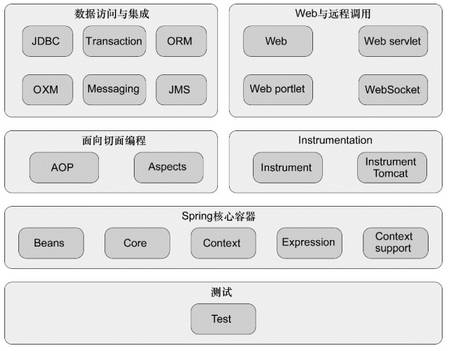 数据访问与集成
JDBC
Transaction
ORM
OXM
Messaging
JMS
Web与远程调用
Web
Web servlet
Web portlet
WebSocket
面向切面编程
AOP
Aspects
Instrumentation
Instrument
Instrument
Tomcat
Spring核心容器
Beans
Core
Context
Expression
Context
support
测试
Test